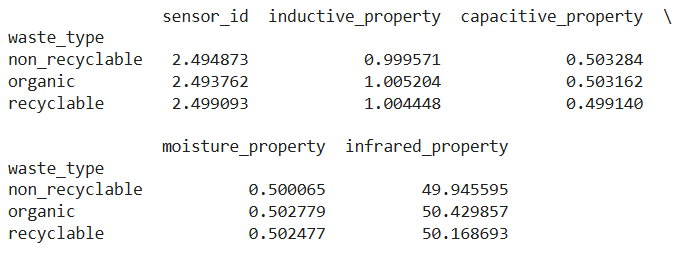 sensor_id inductive_property capacitive_property \
waste_type
non_recyclable 2.494873 0.999571 0.503284
organic 2.493762 1.005204 0.503162
recyclable 2.499093 1.004448 0.499140
moisture_property infrared_property
waste_type
non_recyclable 0.500065 49.945595
organic 0.502779 50.429857
recyclable 0.502477 50.168693